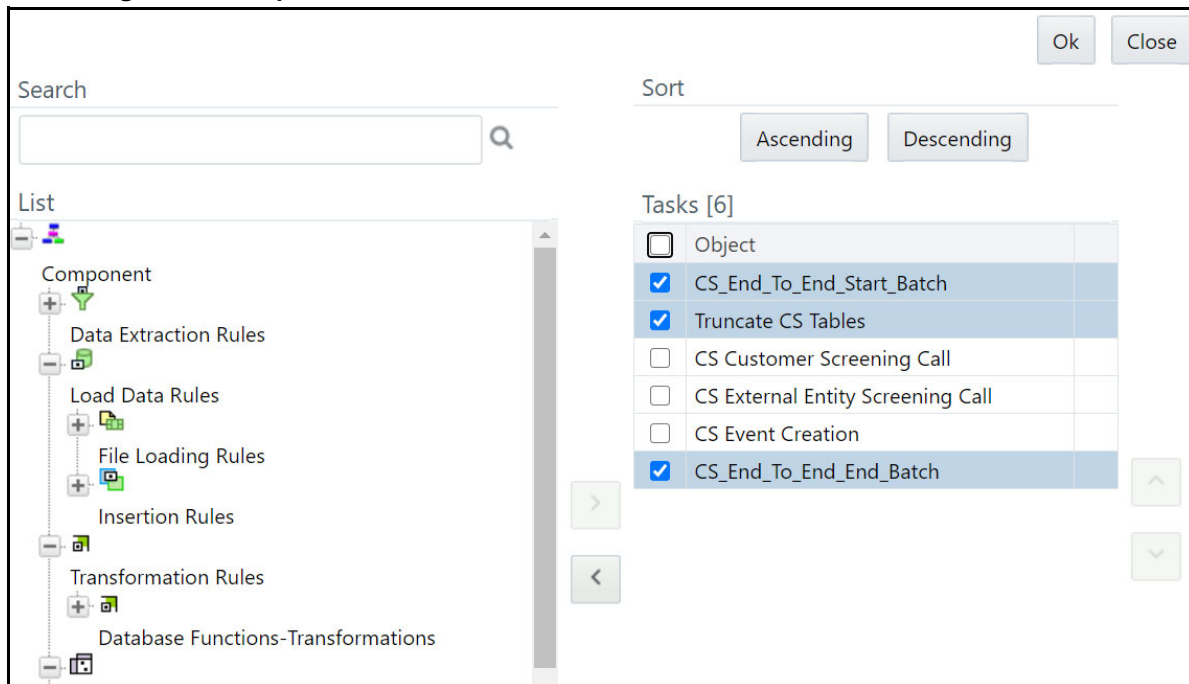 Ok Close
Search
Sort
Ascending Descending
List
Tasks [6]
Object
Component
CS_End_To_End_Start_Batch
Truncate CS Tables
Data Extraction Rules
CS Customer Screening Call
Load Data Rules
CS External Entity Screening Call
CS Event Creation
File Loading Rules
CS_End_To_End_End_Batch
Insertion Rules
Transformation Rules
Database Functions-Transformations